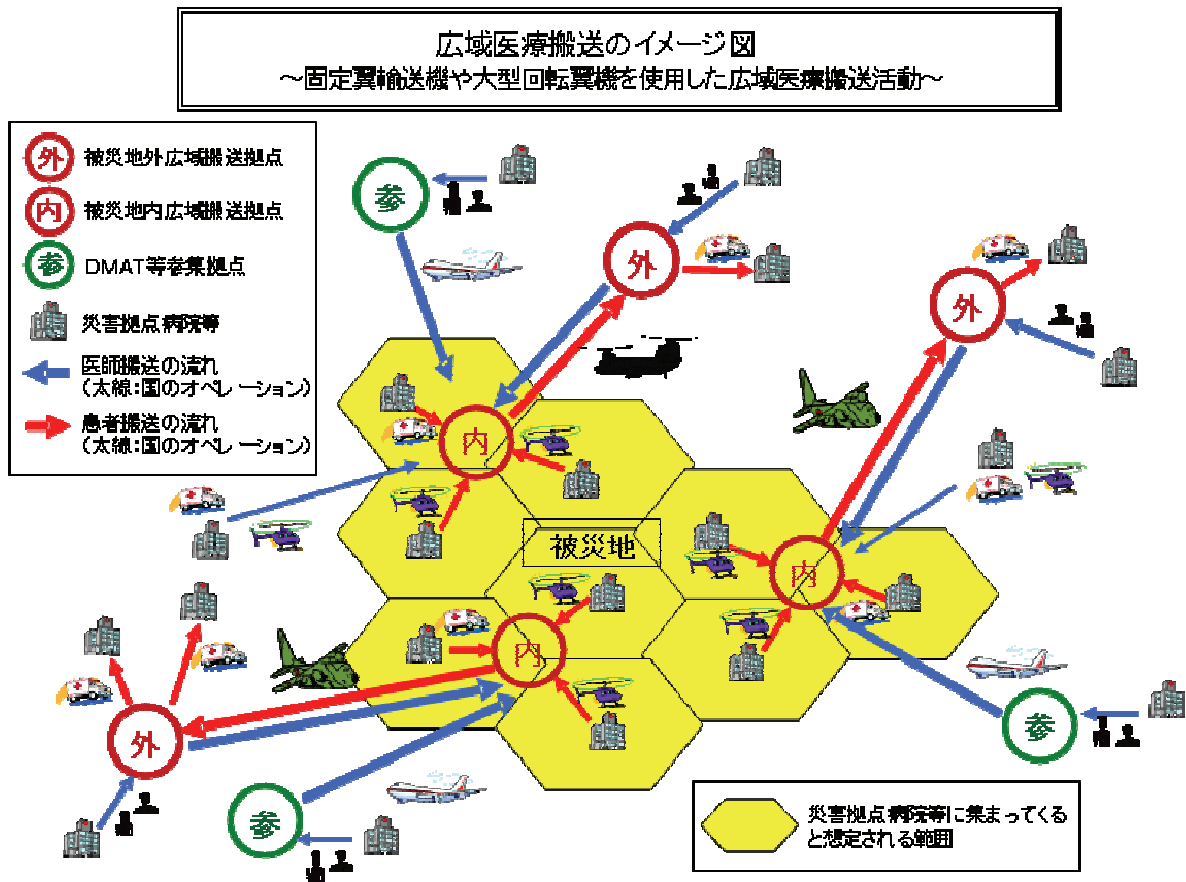 広域医療搬送のイメージ図
～固定翼輸送機や大型回転翼機を使用した広域医療搬送活動～
外 被災地外広域搬送拠点
内 被災地内広域搬送拠点
参 DMAT等参集拠点
災害拠点病院等
医師搬送の流れ
（太線：国のオペレーション）
患者搬送の流れ
（太線：国のオペレーション）
参
外
外
内
被災地
内
内
外
参
参
災害拠点病院等に集まってくる
と想定される範囲